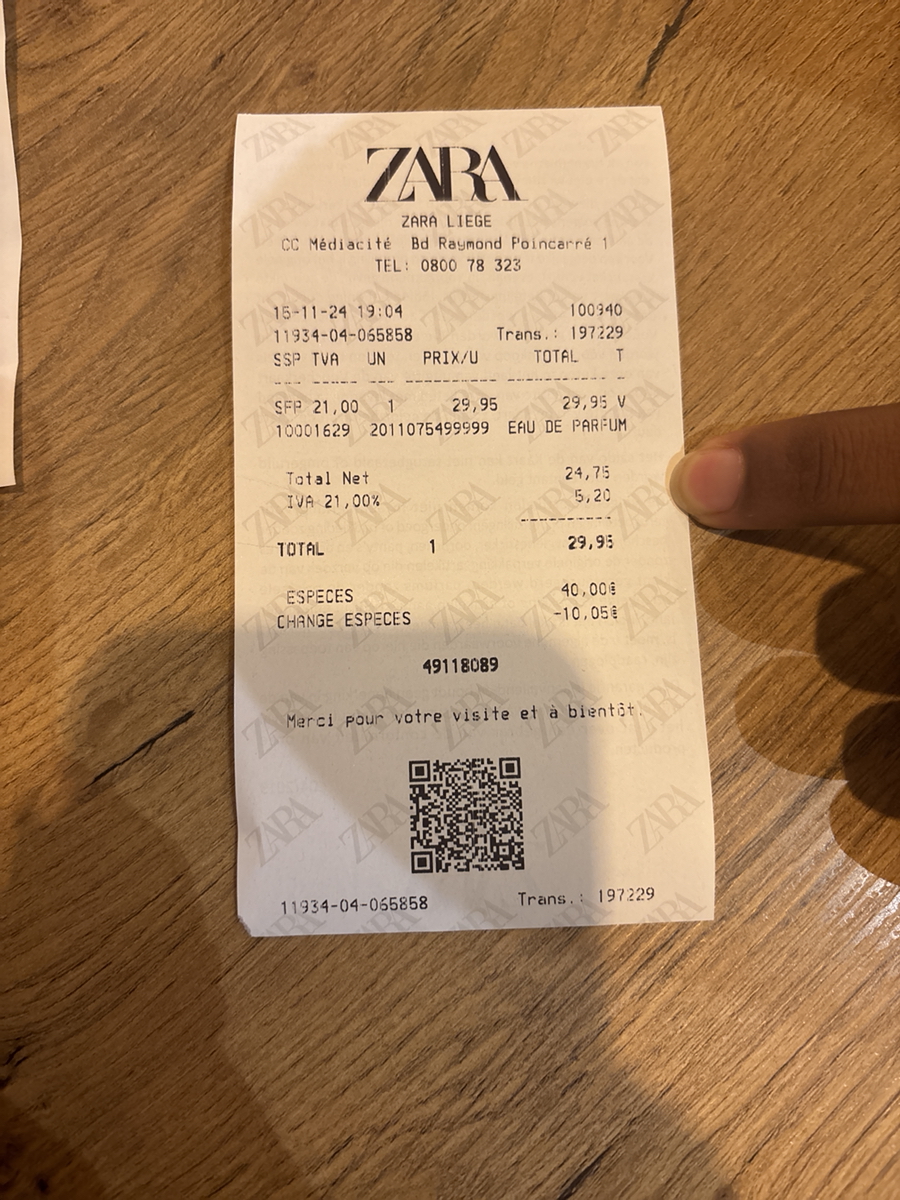 ZARA
ZARA LIEGE
CC Médiacité Bd Raymond Poincarré 1
TEL: 0800 78 323
15-11-24 19:04 100940
11934-04-065858 Trans.: 197229
SSP TVA UN PRIX/U TOTAL T
--- ----- --- ---------- ----------- -
SFP 21,00 1 29,95 29,95 V
10001629 2011075499999 EAU DE PARFUM
Total Net 24,75
IVA 21,00% 5,20
-----------
TOTAL 1 29,95
ESPECES 40,00€
CHANGE ESPECES -10,05€
49118089
Merci pour votre visite et à bientôt.
11934-04-065858 Trans.: 197229